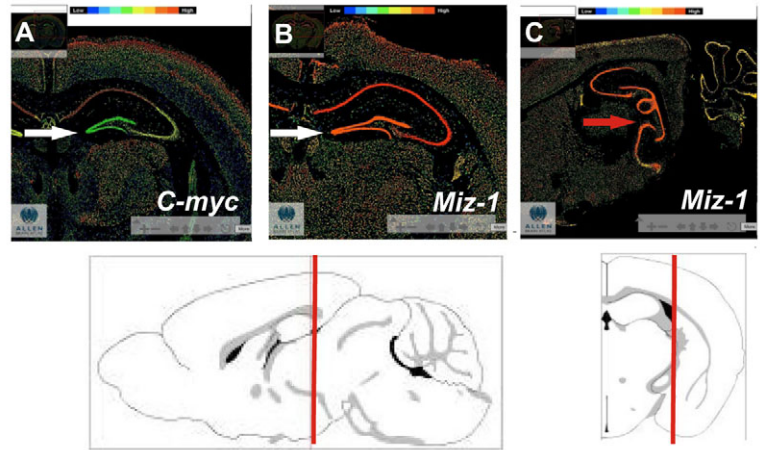 Low High
Low High
Low High
A
B
C
C-myc
Miz-1
Miz-1
ALLEN
ALLEN
ALLEN